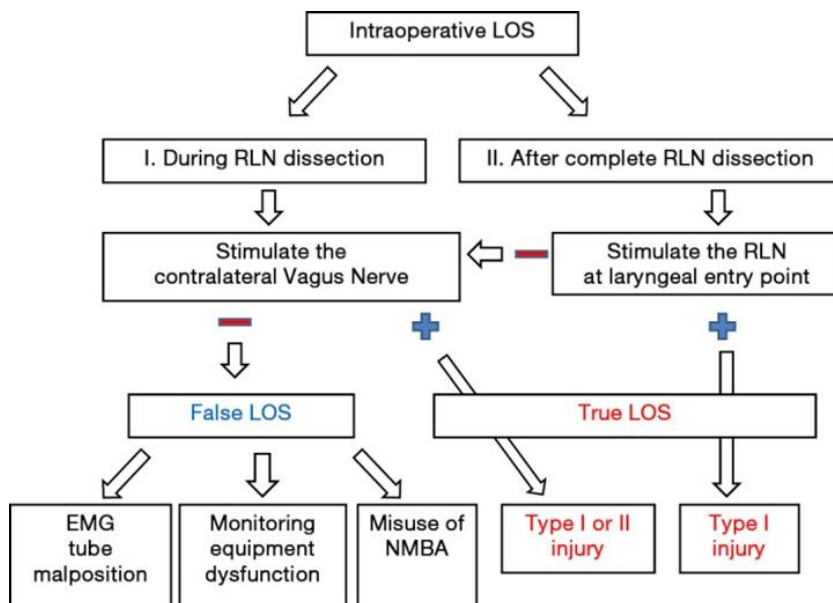 Intraoperative LOS
I. During RLN dissection
II. After complete RLN dissection
Stimulate the
contralateral Vagus Nerve
Stimulate the RLN
at laryngeal entry point
False LOS
True LOS
EMG
tube
malposition
Monitoring
equipment
dysfunction
Misuse of
NMBA
Type I or II
injury
Type I
injury